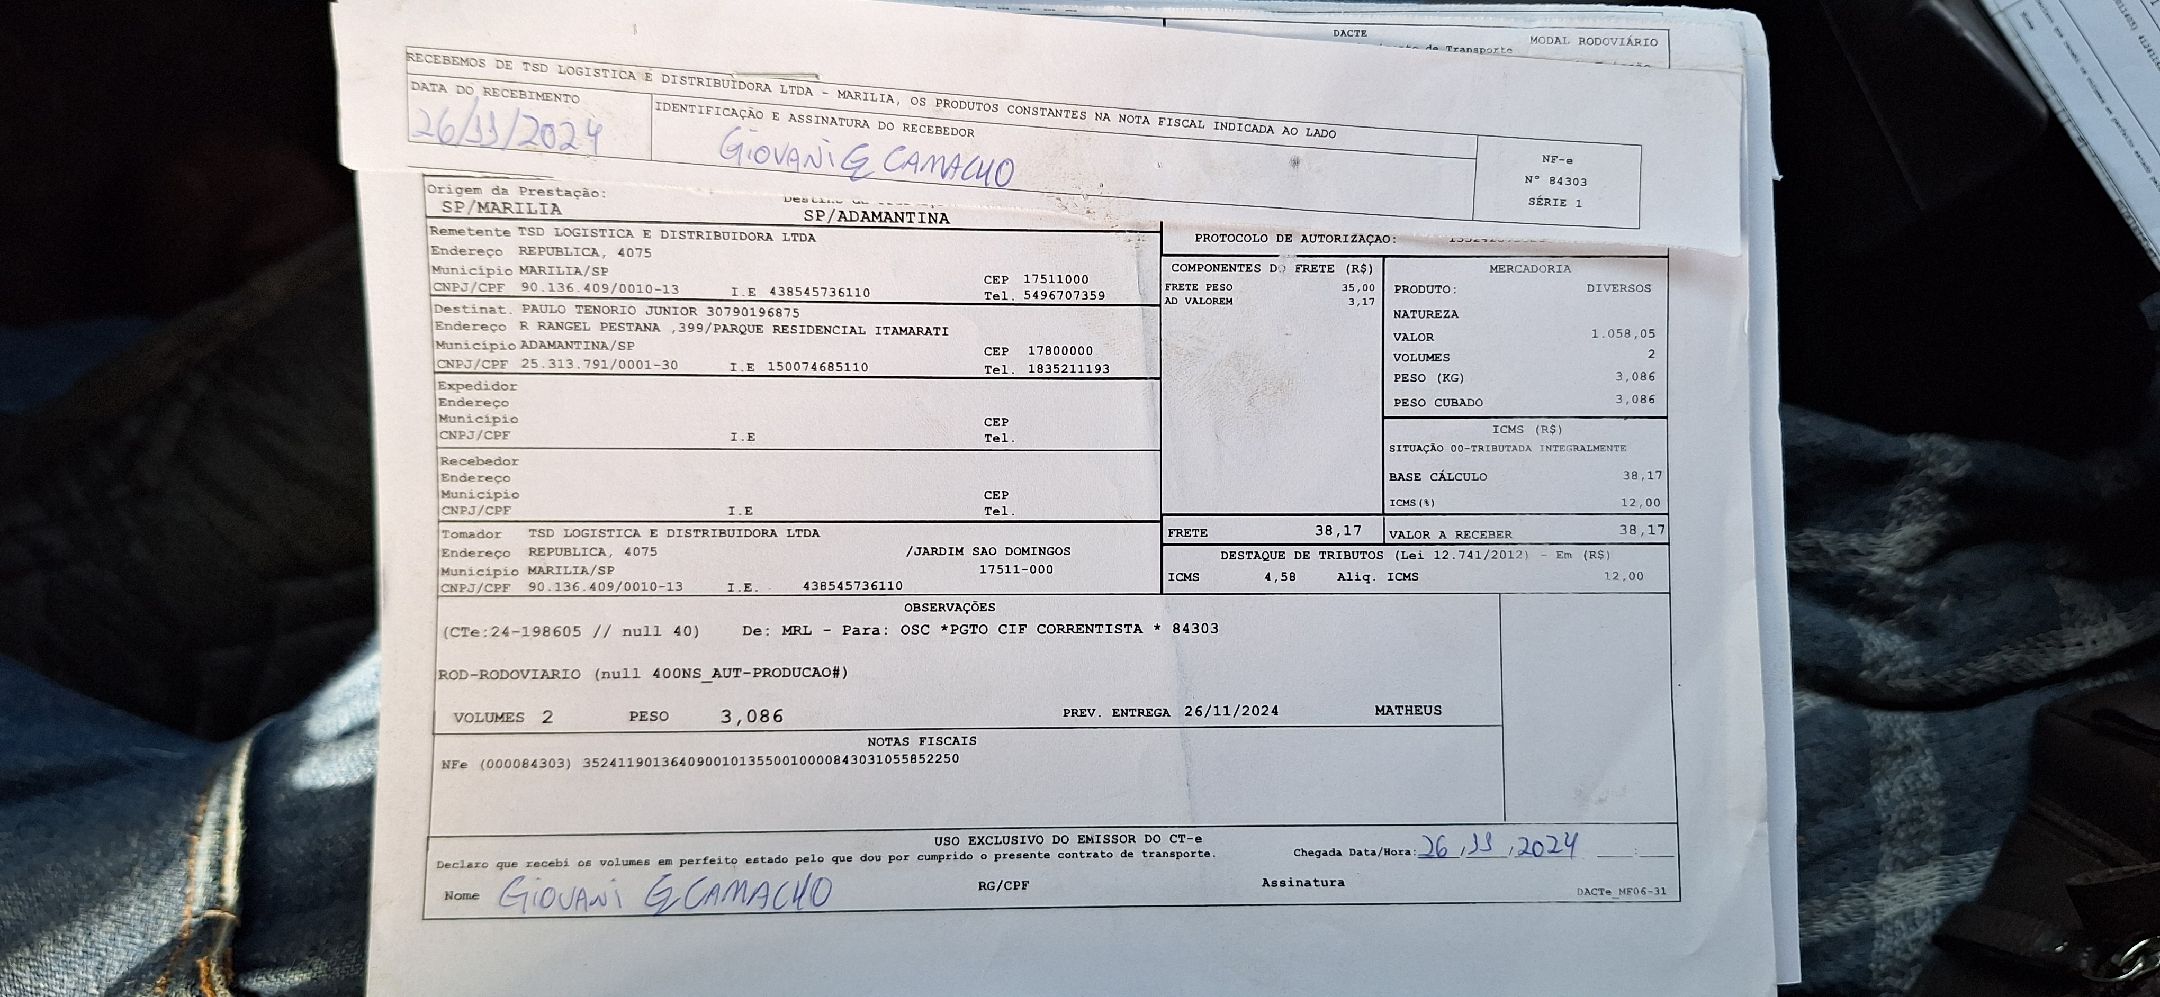 DACTE
de Transporte
MODAL RODOVIÁRIO
RECEBEMOS DE TSD LOGISTICA E DISTRIBUIDORA LTDA - MARILIA, OS PRODUTOS CONSTANTES NA NOTA FISCAL INDICADA AO LADO
DATA DO RECEBIMENTO
26/11/2024
IDENTIFICAÇÃO E ASSINATURA DO RECEBEDOR
GIOVANI G CAMACHO
NF-e
N° 84303
SÉRIE 1
Origem da Prestação:
SP/MARILIA
SP/ADAMANTINA
PROTOCOLO DE AUTORIZAÇAO:
Remetente TSD LOGISTICA E DISTRIBUIDORA LTDA
Endereço REPUBLICA, 4075
Município MARILIA/SP CEP 17511000
CNPJ/CPF 90.136.409/0010-13 I.E 438545736110 Tel. 5496707359
Destinat. PAULO TENORIO JUNIOR 30790196875
Endereço R RANGEL PESTANA ,399/PARQUE RESIDENCIAL ITAMARATI
Município ADAMANTINA/SP CEP 17800000
CNPJ/CPF 25.313.791/0001-30 I.E 150074685110 Tel. 1835211193
Expedidor
Endereço
Município CEP
CNPJ/CPF I.E Tel.
Recebedor
Endereço
Município CEP
CNPJ/CPF I.E Tel.
Tomador TSD LOGISTICA E DISTRIBUIDORA LTDA
Endereço REPUBLICA, 4075 /JARDIM SAO DOMINGOS
Município MARILIA/SP 17511-000
CNPJ/CPF 90.136.409/0010-13 I.E. 438545736110
COMPONENTES DO FRETE (R$)
FRETE PESO 35,00
AD VALOREM 3,17
MERCADORIA
PRODUTO: DIVERSOS
NATUREZA
VALOR 1.058,05
VOLUMES 2
PESO (KG) 3,086
PESO CUBADO 3,086
ICMS (R$)
SITUAÇÃO 00-TRIBUTADA INTEGRALMENTE
BASE CÁLCULO 38,17
ICMS(%) 12,00
FRETE 38,17
VALOR A RECEBER 38,17
DESTAQUE DE TRIBUTOS (Lei 12.741/2012) - Em (R$)
ICMS 4,58 Aliq. ICMS 12,00
OBSERVAÇÕES
(CTe:24-198605 // null 40) De: MRL - Para: OSC *PGTO CIF CORRENTISTA * 84303
ROD-RODOVIARIO (null 400NS_AUT-PRODUCAO#)
VOLUMES 2 PESO 3,086 PREV. ENTREGA 26/11/2024 MATHEUS
NOTAS FISCAIS
NFe (000084303) 35241190136409001013550010000843031055852250
USO EXCLUSIVO DO EMISSOR DO CT-e
Declaro que recebi os volumes em perfeito estado pelo que dou por cumprido o presente contrato de transporte.
Chegada Data/Hora: 26,11,2024 __:__
Nome GIOVANI G CAMACHO RG/CPF Assinatura
DACTe_MF06-31